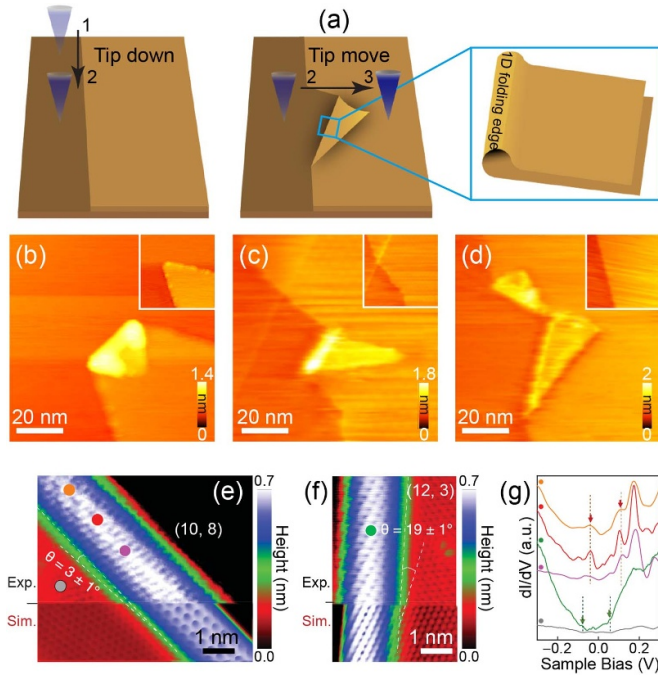 (a)
1
Tip down
2
Tip move
2
3
1D folding edge
(b)
1.4
nm
0
20 nm
(c)
1.8
nm
0
20 nm
(d)
2
nm
0
20 nm
(e)
0.7
(10, 8)
θ = 3 ± 1°
Exp.
Sim.
1 nm
Height (nm)
0.0
(f)
(12, 3)
θ = 19 ± 1°
Exp.
Sim.
1 nm
0.7
Height (nm)
0.0
(g)
dI/dV (a.u.)
−0.2 0.0 0.2
Sample Bias (V)